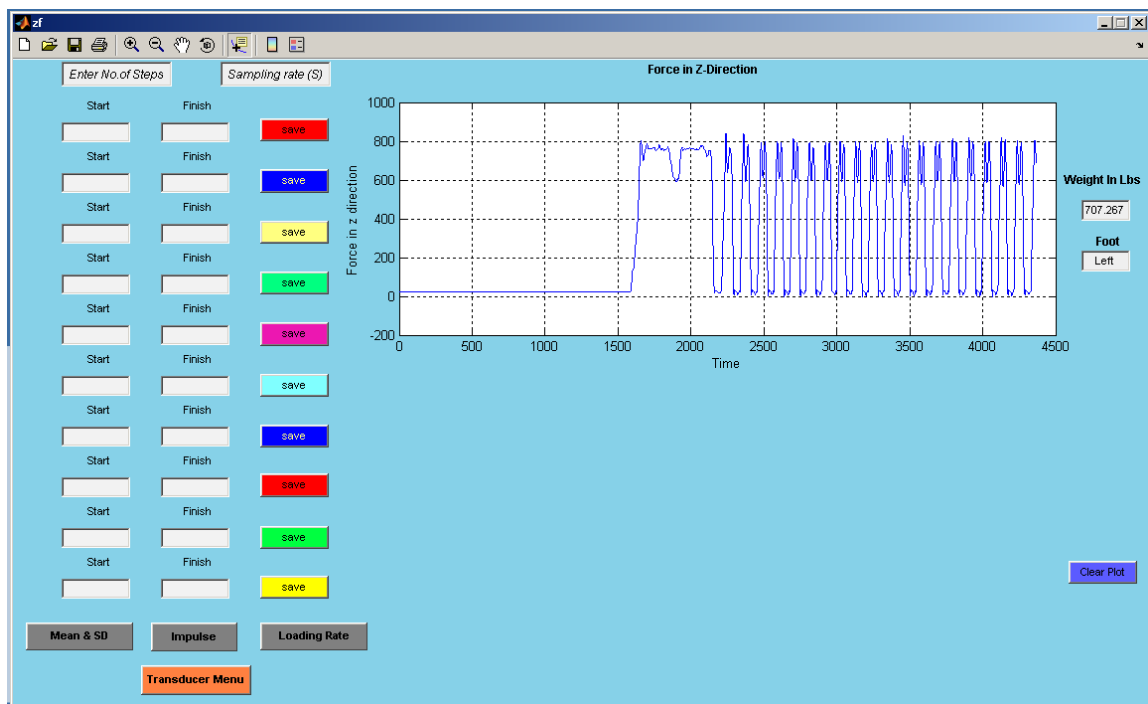 zf
Enter No.of Steps Sampling rate (S)
Start Finish
save
Start Finish
save
Start Finish
save
Start Finish
save
Start Finish
save
Start Finish
save
Start Finish
save
Start Finish
save
Start Finish
save
Start Finish
save
Mean & SD Impulse Loading Rate
Transducer Menu
Force in Z-Direction
1000
800
600
400
200
0
-200
Force in z direction
0 500 1000 1500 2000 2500 3000 3500 4000 4500
Time
Weight In Lbs
707.267
Foot
Left
Clear Plot